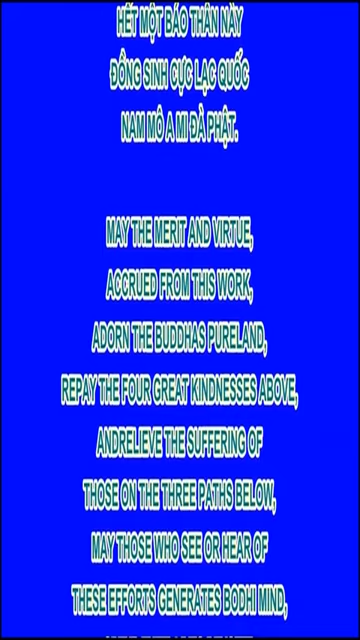 HẾT MỘT BÁO THÂN NÀY
ĐỒNG SINH CỰC LẠC QUỐC
NAM MÔ A MI ĐÀ PHẬT.
MAY THE MERIT AND VIRTUE,
ACCRUED FROM THIS WORK,
ADORN THE BUDDHAS PURELAND,
REPAY THE FOUR GREAT KINDNESSES ABOVE,
ANDRELIEVE THE SUFFERING OF
THOSE ON THE THREE PATHS BELOW,
MAY THOSE WHO SEE OR HEAR OF
THESE EFFORTS GENERATES BODHI MIND,